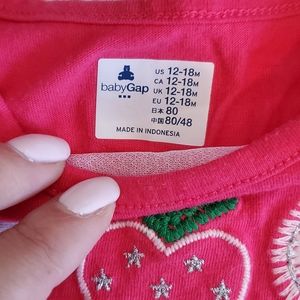 babyGap
US 12-18M
CA 12-18M
UK 12-18M
EU 12-18M
日本 80
中国 80/48
MADE IN INDONESIA